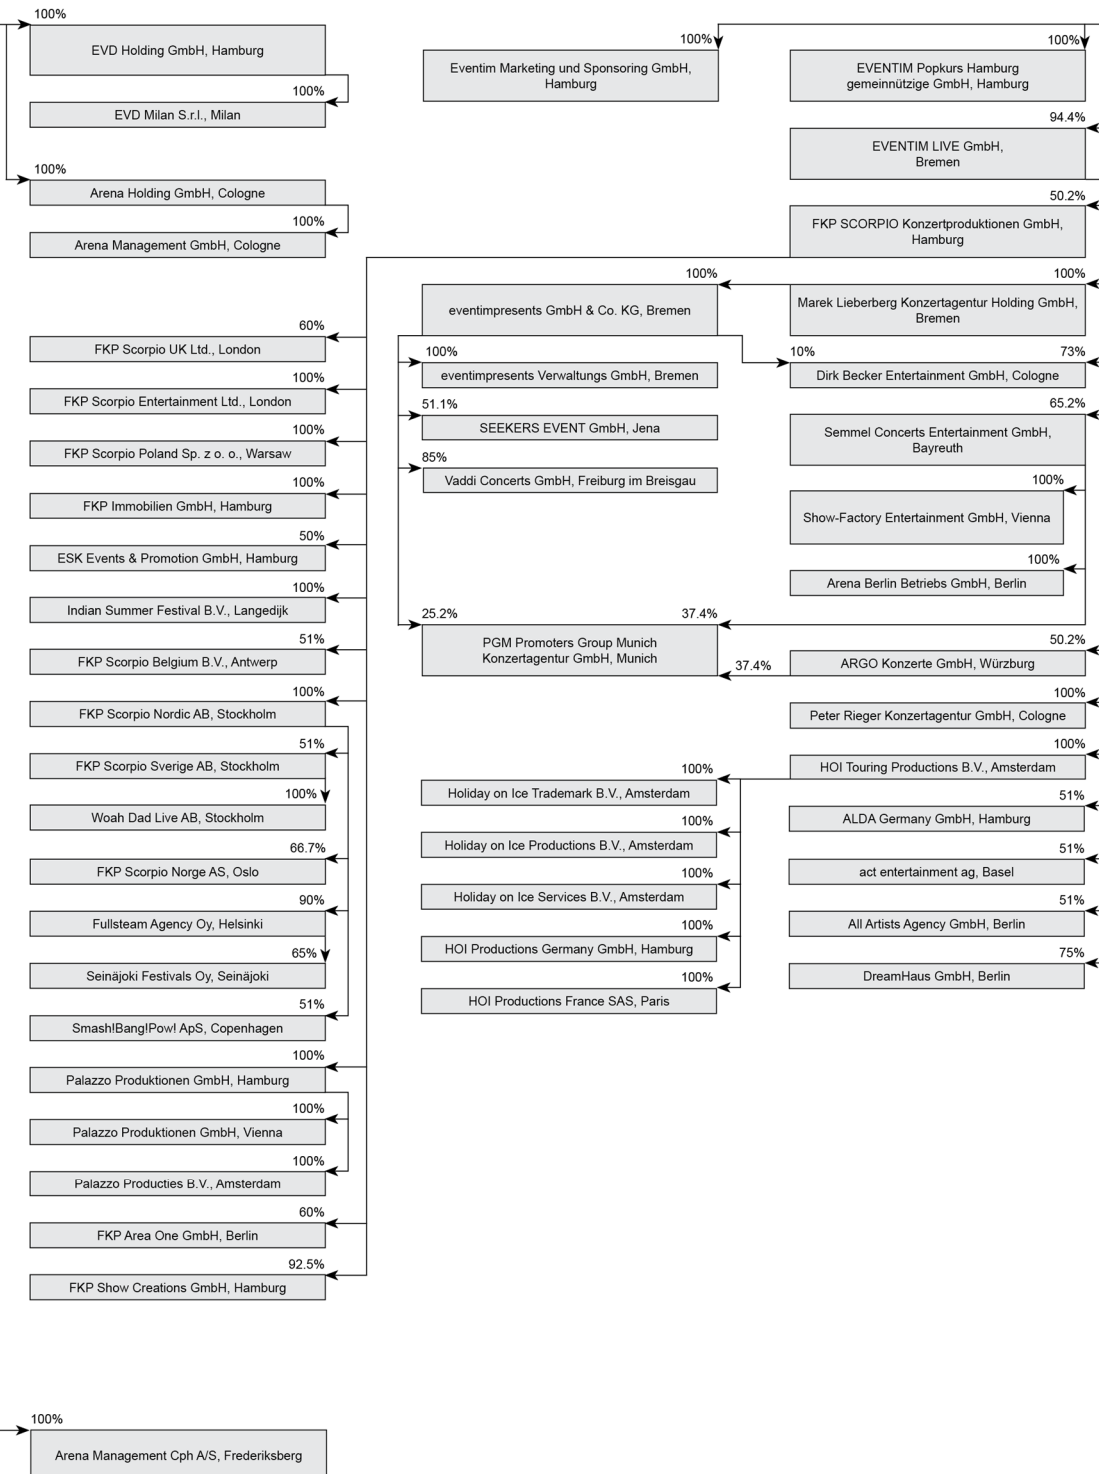 100%
EVD Holding GmbH, Hamburg
100%
EVD Milan S.r.l., Milan
100%
Arena Holding GmbH, Cologne
100%
Arena Management GmbH, Cologne
60%
FKP Scorpio UK Ltd., London
100%
FKP Scorpio Entertainment Ltd., London
100%
FKP Scorpio Poland Sp. z o. o., Warsaw
100%
FKP Immobilien GmbH, Hamburg
50%
ESK Events & Promotion GmbH, Hamburg
100%
Indian Summer Festival B.V., Langedijk
51%
FKP Scorpio Belgium B.V., Antwerp
100%
FKP Scorpio Nordic AB, Stockholm
51%
FKP Scorpio Sverige AB, Stockholm
100%
Woah Dad Live AB, Stockholm
66.7%
FKP Scorpio Norge AS, Oslo
90%
Fullsteam Agency Oy, Helsinki
65%
Seinäjoki Festivals Oy, Seinäjoki
51%
Smash!Bang!Pow! ApS, Copenhagen
100%
Palazzo Produktionen GmbH, Hamburg
100%
Palazzo Produktionen GmbH, Vienna
100%
Palazzo Producties B.V., Amsterdam
60%
FKP Area One GmbH, Berlin
92.5%
FKP Show Creations GmbH, Hamburg
100%
Arena Management Cph A/S, Frederiksberg
100%
Eventim Marketing und Sponsoring GmbH,
Hamburg
100%
eventimpresents GmbH & Co. KG, Bremen
100%
eventimpresents Verwaltungs GmbH, Bremen
51.1%
SEEKERS EVENT GmbH, Jena
85%
Vaddi Concerts GmbH, Freiburg im Breisgau
25.2% 37.4%
PGM Promoters Group Munich
Konzertagentur GmbH, Munich
37.4%
100%
Holiday on Ice Trademark B.V., Amsterdam
100%
Holiday on Ice Productions B.V., Amsterdam
100%
Holiday on Ice Services B.V., Amsterdam
100%
HOI Productions Germany GmbH, Hamburg
100%
HOI Productions France SAS, Paris
100%
EVENTIM Popkurs Hamburg
gemeinnützige GmbH, Hamburg
94.4%
EVENTIM LIVE GmbH,
Bremen
50.2%
FKP SCORPIO Konzertproduktionen GmbH,
Hamburg
100%
Marek Lieberberg Konzertagentur Holding GmbH,
Bremen
10% 73%
Dirk Becker Entertainment GmbH, Cologne
65.2%
Semmel Concerts Entertainment GmbH,
Bayreuth
100%
Show-Factory Entertainment GmbH, Vienna
100%
Arena Berlin Betriebs GmbH, Berlin
50.2%
ARGO Konzerte GmbH, Würzburg
100%
Peter Rieger Konzertagentur GmbH, Cologne
100%
HOI Touring Productions B.V., Amsterdam
51%
ALDA Germany GmbH, Hamburg
51%
act entertainment ag, Basel
51%
All Artists Agency GmbH, Berlin
75%
DreamHaus GmbH, Berlin